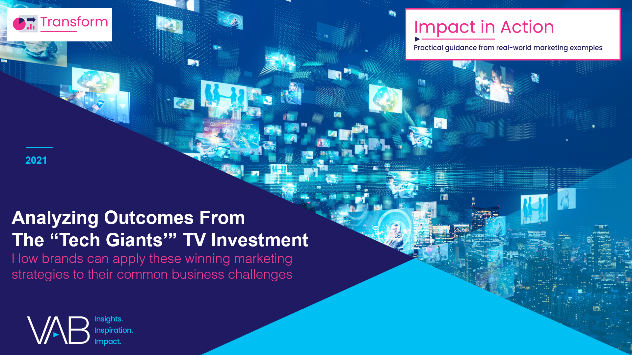 Transform
Impact in Action
Practical guidance from real-world marketing examples
2021
Analyzing Outcomes From
The “Tech Giants’” TV Investment
How brands can apply these winning marketing
strategies to their common business challenges
VAB
Insights.
Inspiration.
Impact.